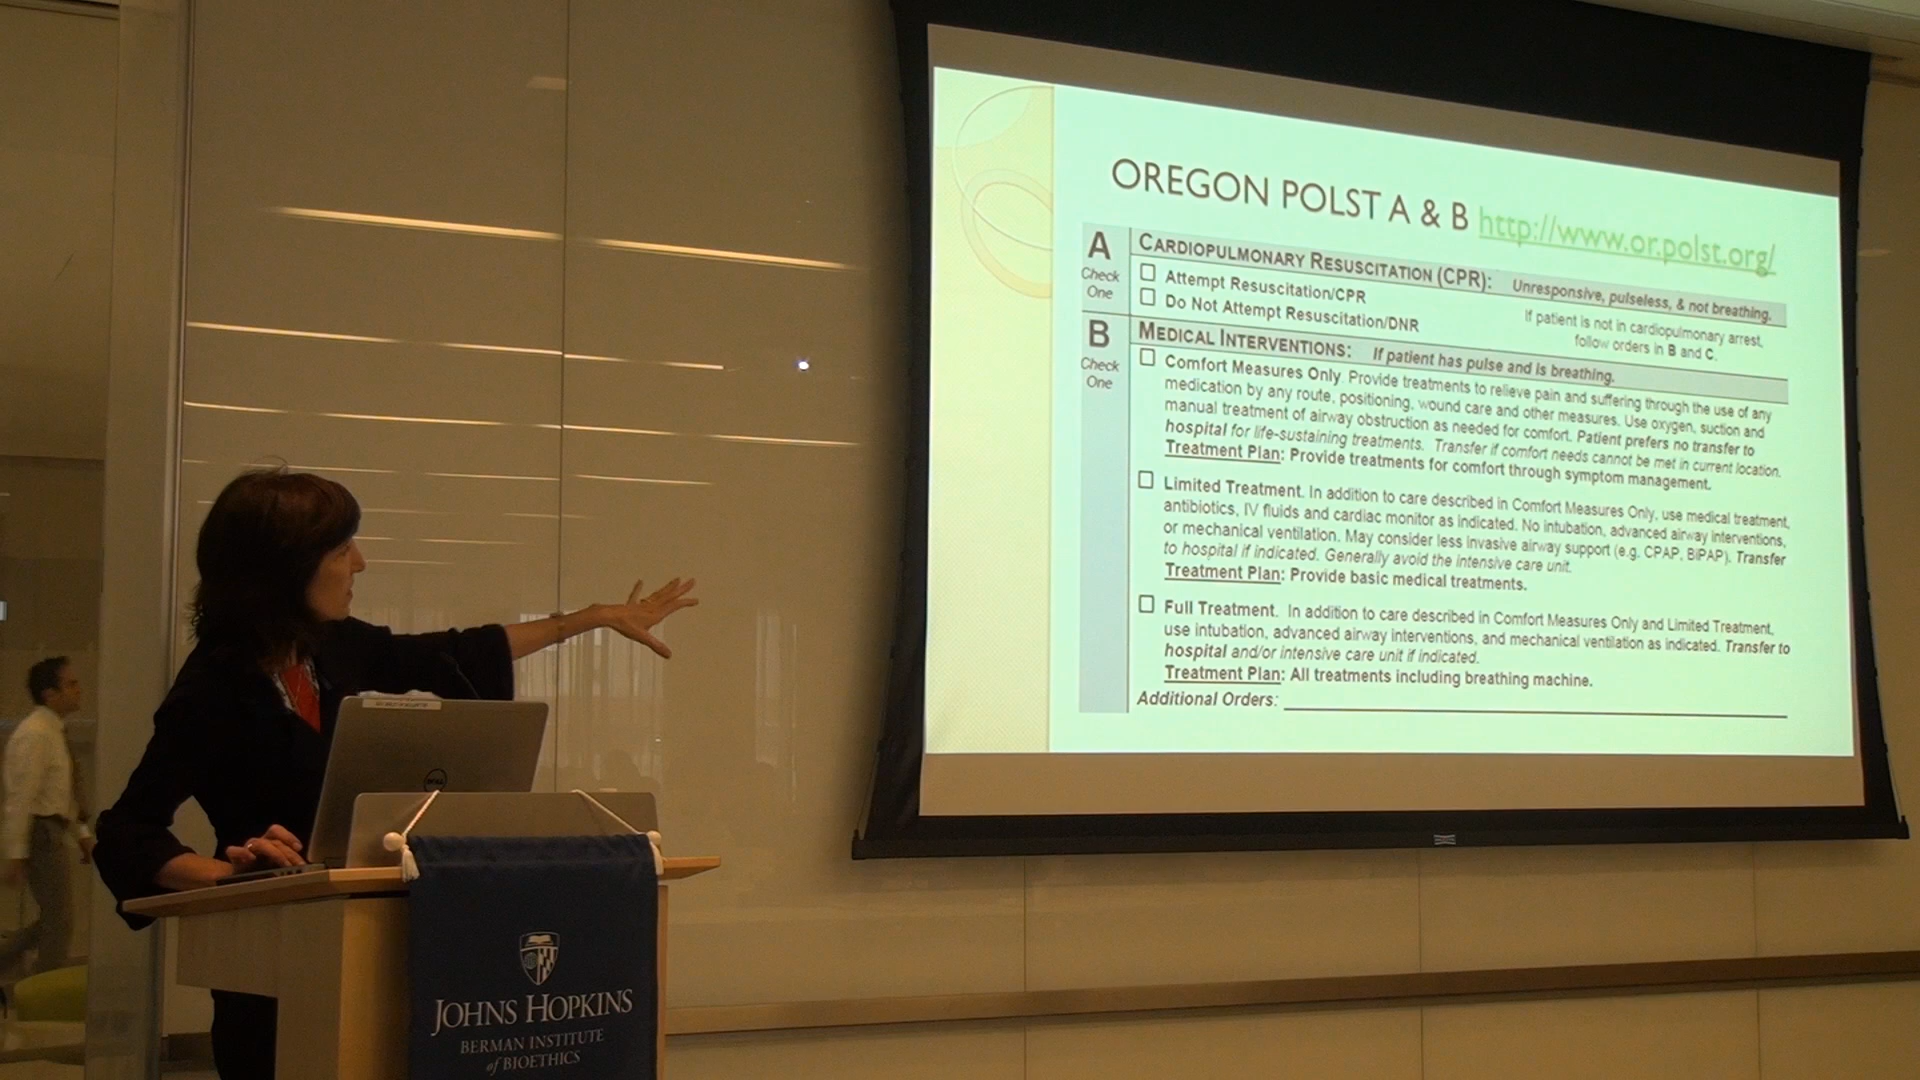 OREGON POLST A & B http://www.or.polst.org/
A
Check
One
CARDIOPULMONARY RESUSCITATION (CPR): Unresponsive, pulseless, & not breathing.
Attempt Resuscitation/CPR
Do Not Attempt Resuscitation/DNR
If patient is not in cardiopulmonary arrest,
follow orders in B and C.
B
Check
One
MEDICAL INTERVENTIONS: If patient has pulse and is breathing.
Comfort Measures Only. Provide treatments to relieve pain and suffering through the use of any
medication by any route, positioning, wound care and other measures. Use oxygen, suction and
manual treatment of airway obstruction as needed for comfort. Patient prefers no transfer to
hospital for life-sustaining treatments. Transfer if comfort needs cannot be met in current location.
Treatment Plan: Provide treatments for comfort through symptom management.
Limited Treatment. In addition to care described in Comfort Measures Only, use medical treatment,
antibiotics, IV fluids and cardiac monitor as indicated. No intubation, advanced airway interventions,
or mechanical ventilation. May consider less invasive airway support (e.g. CPAP, BiPAP). Transfer
to hospital if indicated. Generally avoid the intensive care unit.
Treatment Plan: Provide basic medical treatments.
Full Treatment. In addition to care described in Comfort Measures Only and Limited Treatment,
use intubation, advanced airway interventions, and mechanical ventilation as indicated. Transfer to
hospital and/or intensive care unit if indicated.
Treatment Plan: All treatments including breathing machine.
Additional Orders:
DELL
JOHNS HOPKINS
BERMAN INSTITUTE
of BIOETHICS